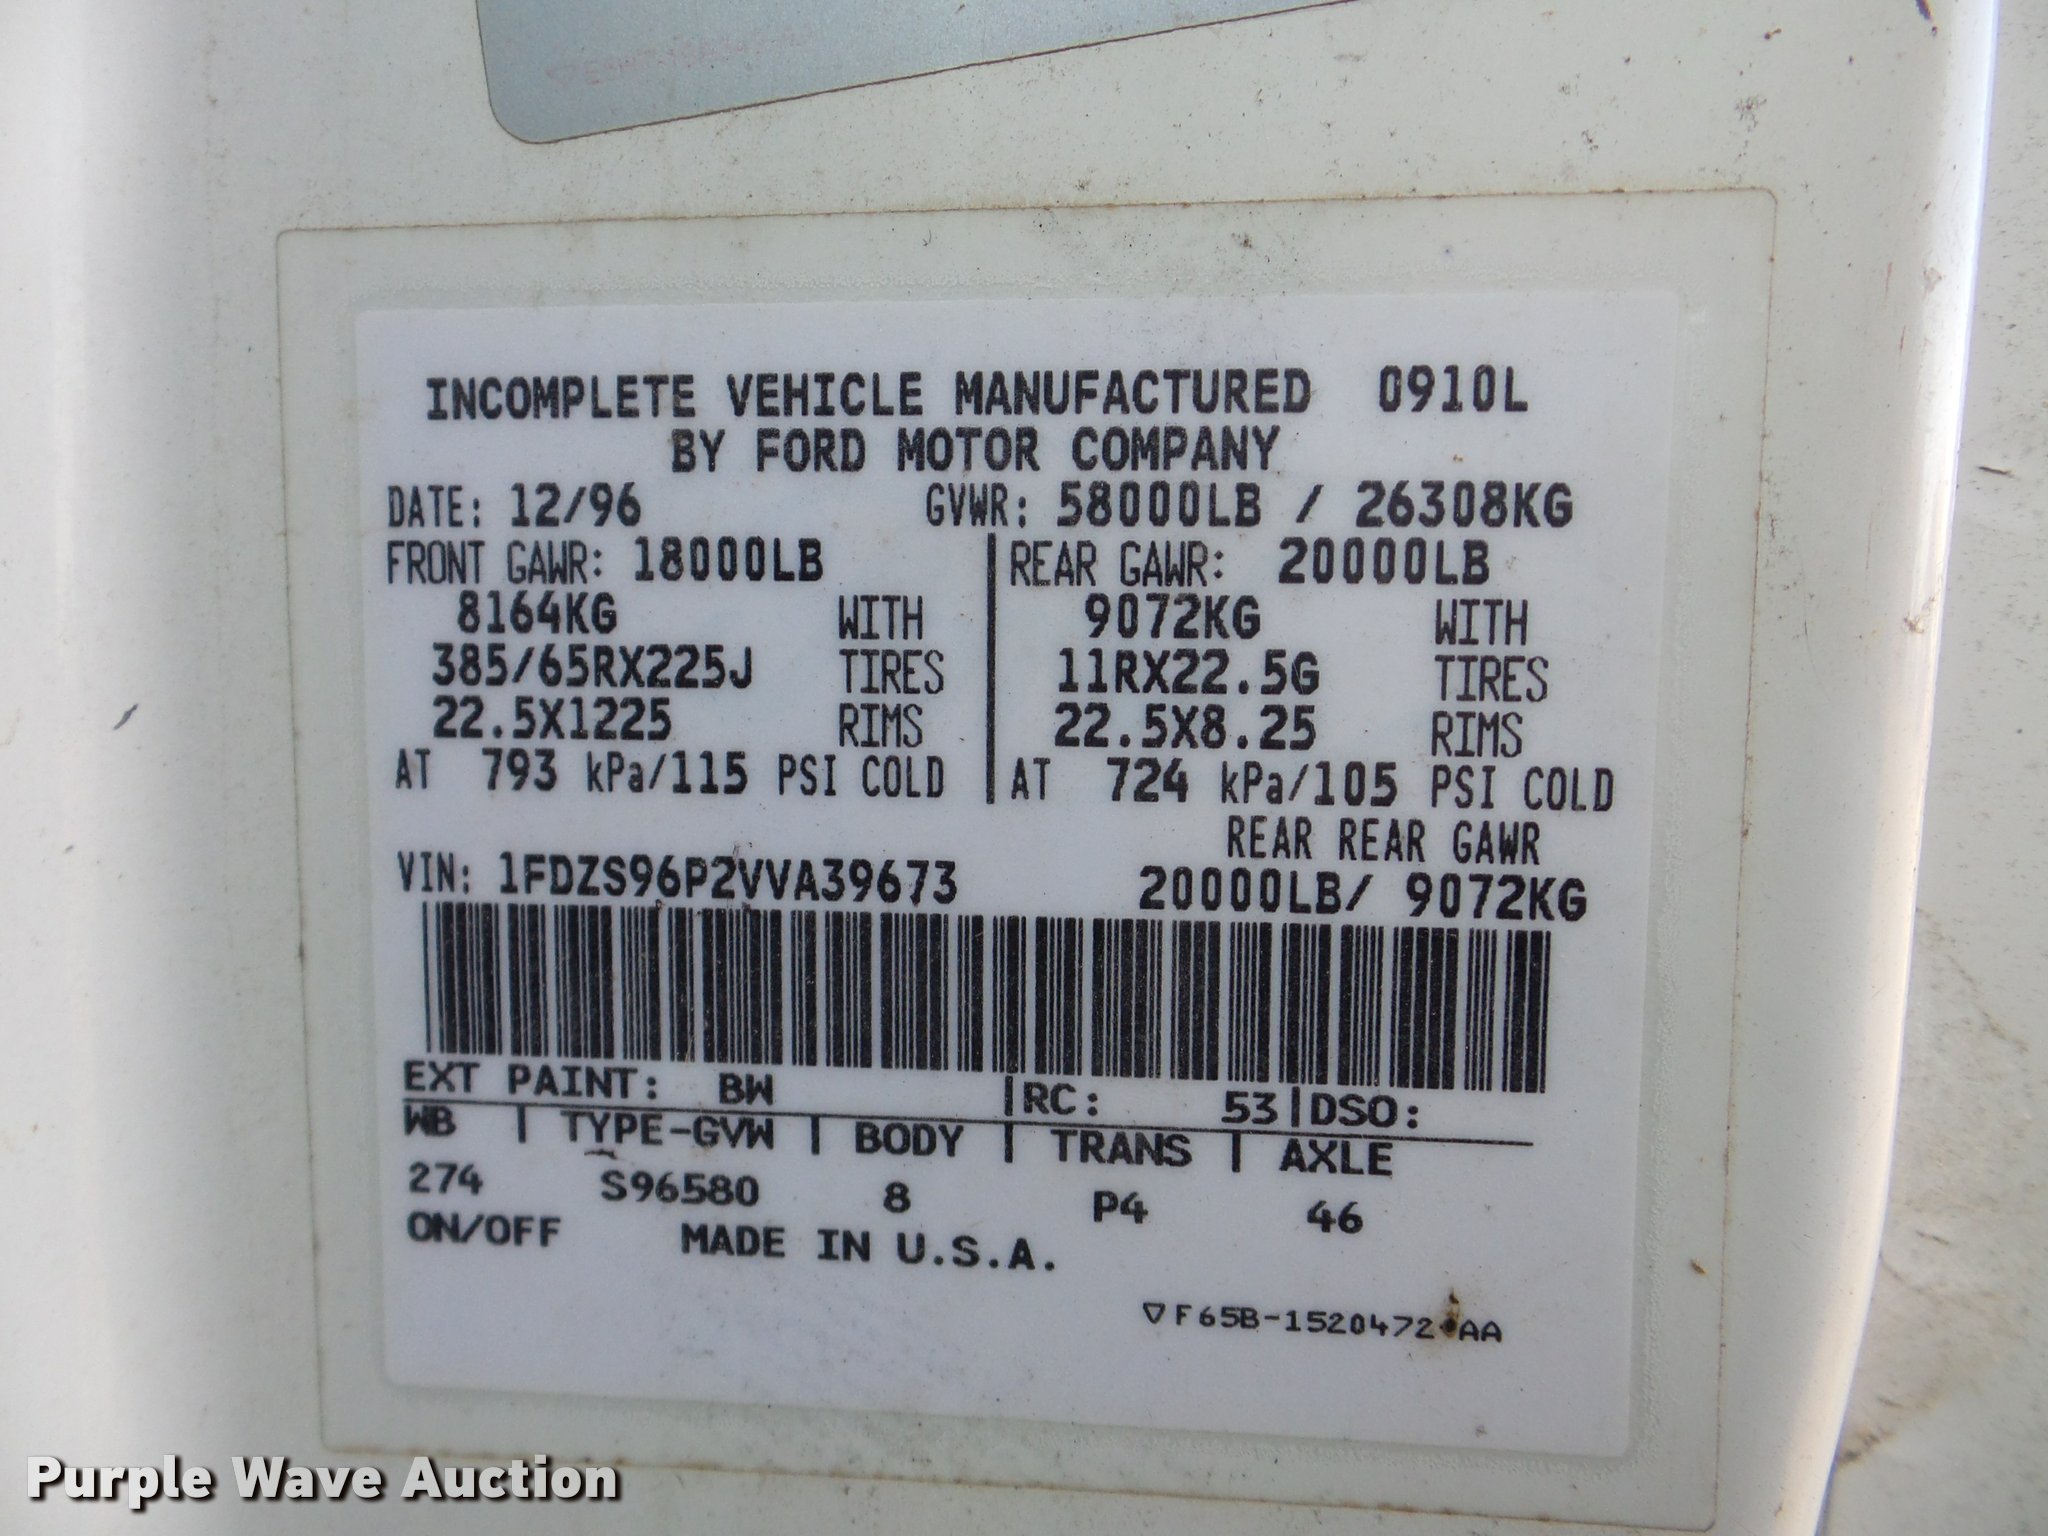 INCOMPLETE VEHICLE MANUFACTURED 0910L
BY FORD MOTOR COMPANY
DATE: 12/96 GVWR: 58000LB / 26308KG
FRONT GAWR: 18000LB REAR GAWR: 20000LB
8164KG WITH 9072KG WITH
385/65RX225J TIRES 11RX22.5G TIRES
22.5X1225 RIMS 22.5X8.25 RIMS
AT 793 kPa/115 PSI COLD AT 724 kPa/105 PSI COLD
REAR REAR GAWR
VIN: 1FDZS96P2VVA39673 20000LB/ 9072KG
EXT PAINT: BW |RC: 53|DSO:
WB | TYPE-GVW | BODY | TRANS | AXLE
274 S96580 8 P4 46
ON/OFF MADE IN U.S.A.
▽F65B-1520472-AA
Purple Wave Auction